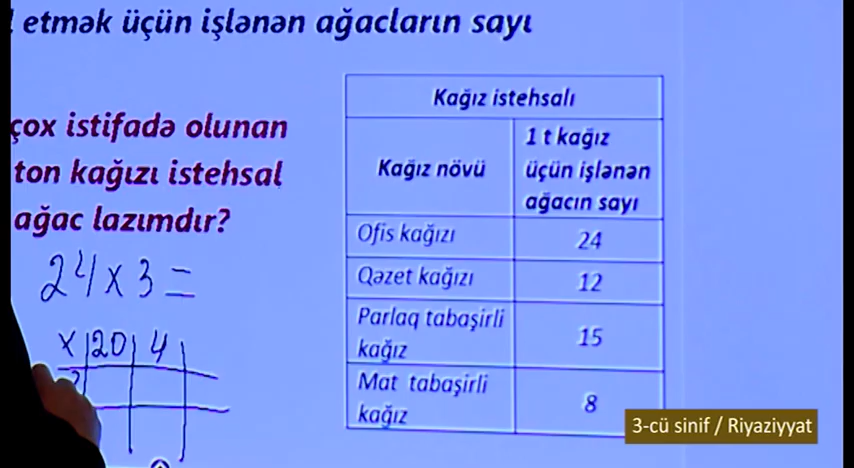 etmək üçün işlənən ağacların sayı
çox istifadə olunan
ton kağızı istehsal
ağac lazımdır?
24 x 3 =
x 20 4
Kağız istehsalı
Kağız növü
1 t kağız
üçün işlənən
ağacın sayı
Ofis kağızı 24
Qəzet kağızı 12
Parlaq tabaşirli
kağız 15
Mat tabaşirli
kağız 8
3-cü sinif / Riyaziyyat